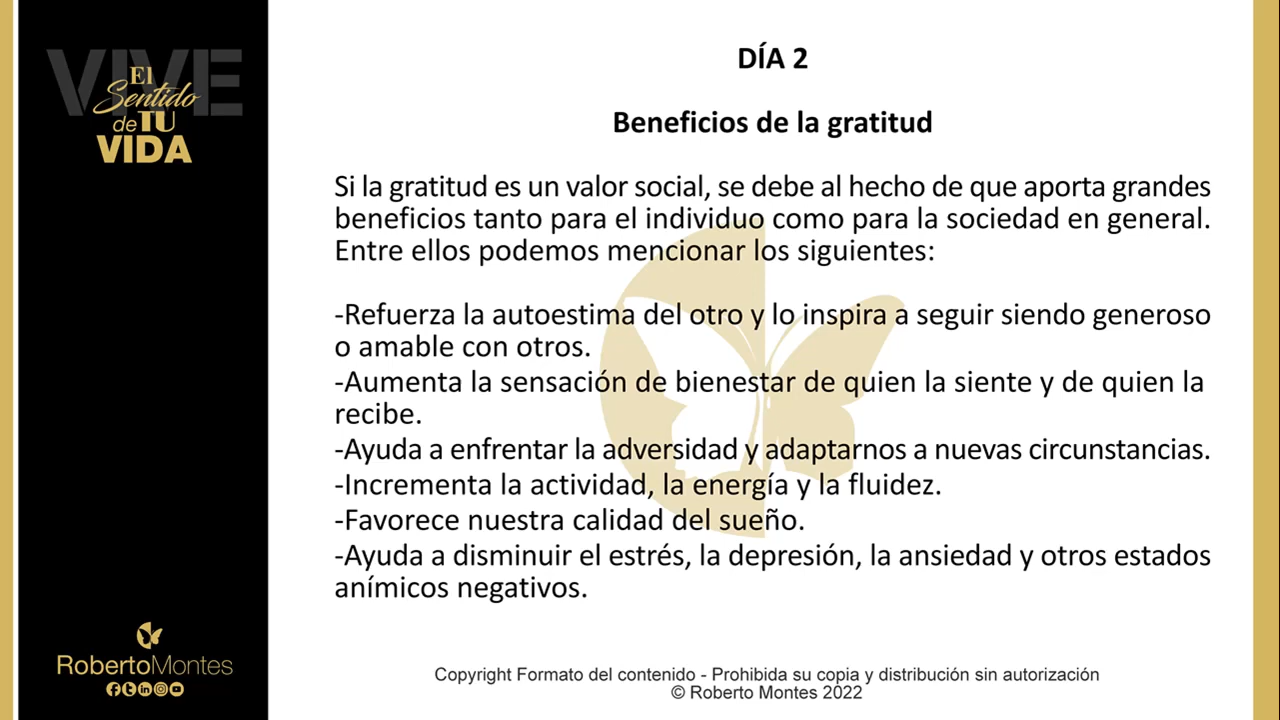 VIVE
El
Sentido
de TU
VIDA
DÍA 2
Beneficios de la gratitud
Si la gratitud es un valor social, se debe al hecho de que aporta grandes
beneficios tanto para el individuo como para la sociedad en general.
Entre ellos podemos mencionar los siguientes:
-Refuerza la autoestima del otro y lo inspira a seguir siendo generoso
o amable con otros.
-Aumenta la sensación de bienestar de quien la siente y de quien la
recibe.
-Ayuda a enfrentar la adversidad y adaptarnos a nuevas circunstancias.
-Incrementa la actividad, la energía y la fluidez.
-Favorece nuestra calidad del sueño.
-Ayuda a disminuir el estrés, la depresión, la ansiedad y otros estados
anímicos negativos.
RobertoMontes
Copyright Formato del contenido - Prohibida su copia y distribución sin autorización
© Roberto Montes 2022